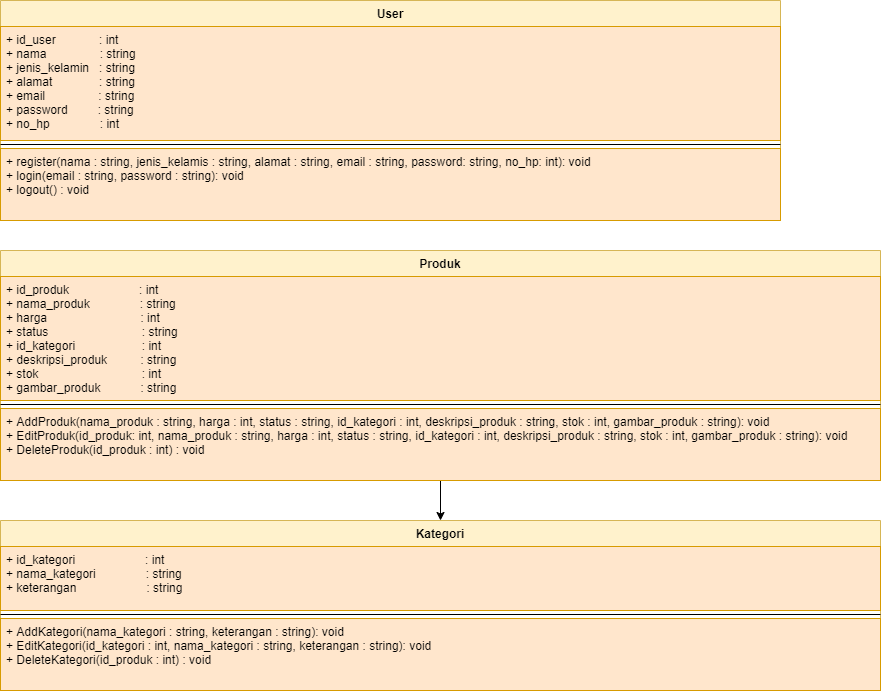 User
+ id_user : int
+ nama : string
+ jenis_kelamin : string
+ alamat : string
+ email : string
+ password : string
+ no_hp : int
+ register(nama : string, jenis_kelamis : string, alamat : string, email : string, password: string, no_hp: int): void
+ login(email : string, password : string): void
+ logout() : void
Produk
+ id_produk : int
+ nama_produk : string
+ harga : int
+ status : string
+ id_kategori : int
+ deskripsi_produk : string
+ stok : int
+ gambar_produk : string
+ AddProduk(nama_produk : string, harga : int, status : string, id_kategori : int, deskripsi_produk : string, stok : int, gambar_produk : string): void
+ EditProduk(id_produk: int, nama_produk : string, harga : int, status : string, id_kategori : int, deskripsi_produk : string, stok : int, gambar_produk : string): void
+ DeleteProduk(id_produk : int) : void
Kategori
+ id_kategori : int
+ nama_kategori : string
+ keterangan : string
+ AddKategori(nama_kategori : string, keterangan : string): void
+ EditKategori(id_kategori : int, nama_kategori : string, keterangan : string): void
+ DeleteKategori(id_produk : int) : void